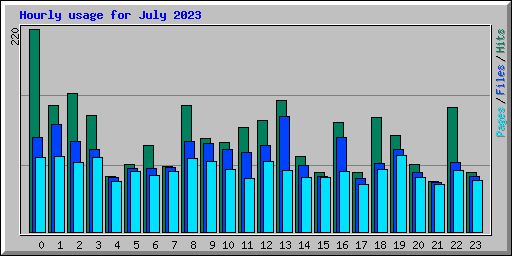 Hourly usage for July 2023
220
Pages / Files / Hits
0 1 2 3 4 5 6 7 8 9 10 11 12 13 14 15 16 17 18 19 20 21 22 23